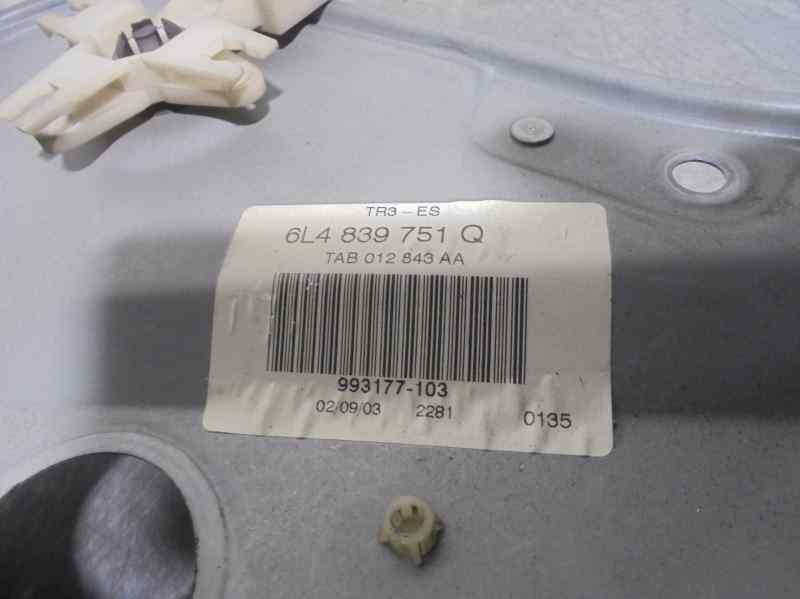 TR3-ES
6L4 839 751 Q
TAB 012 843 AA
993177-103
02/09/03 2281 0135